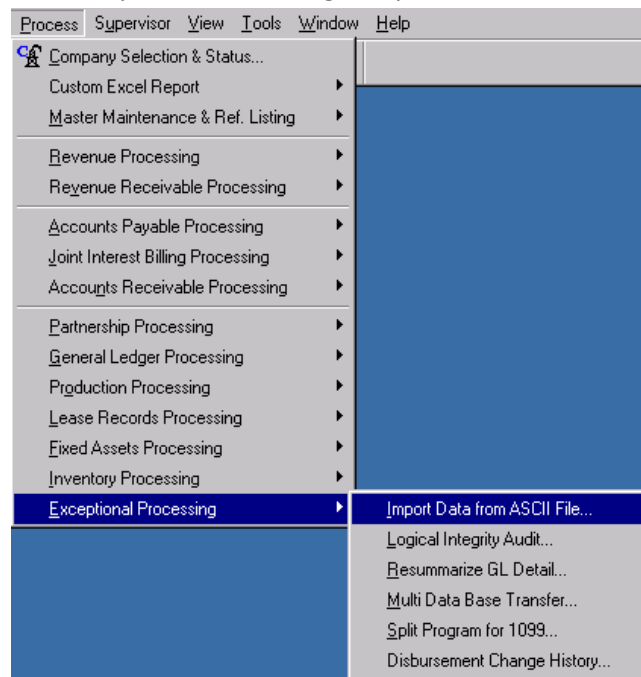 Process Supervisor View Tools Window Help
Company Selection & Status...
Custom Excel Report
Master Maintenance & Ref. Listing
Revenue Processing
Revenue Receivable Processing
Accounts Payable Processing
Joint Interest Billing Processing
Accounts Receivable Processing
Partnership Processing
General Ledger Processing
Production Processing
Lease Records Processing
Fixed Assets Processing
Inventory Processing
Exceptional Processing
Import Data from ASCII File...
Logical Integrity Audit...
Resummarize GL Detail...
Multi Data Base Transfer...
Split Program for 1099...
Disbursement Change History...